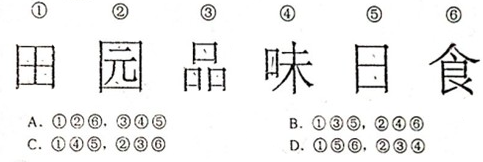 ① ② ③ ④ ⑤ ⑥
田 园 品 味 日 食
A. ①②⑥, ③④⑤ B. ①③⑤, ②④⑥
C. ①④⑤, ②③⑥ D. ①⑤⑥, ②③④